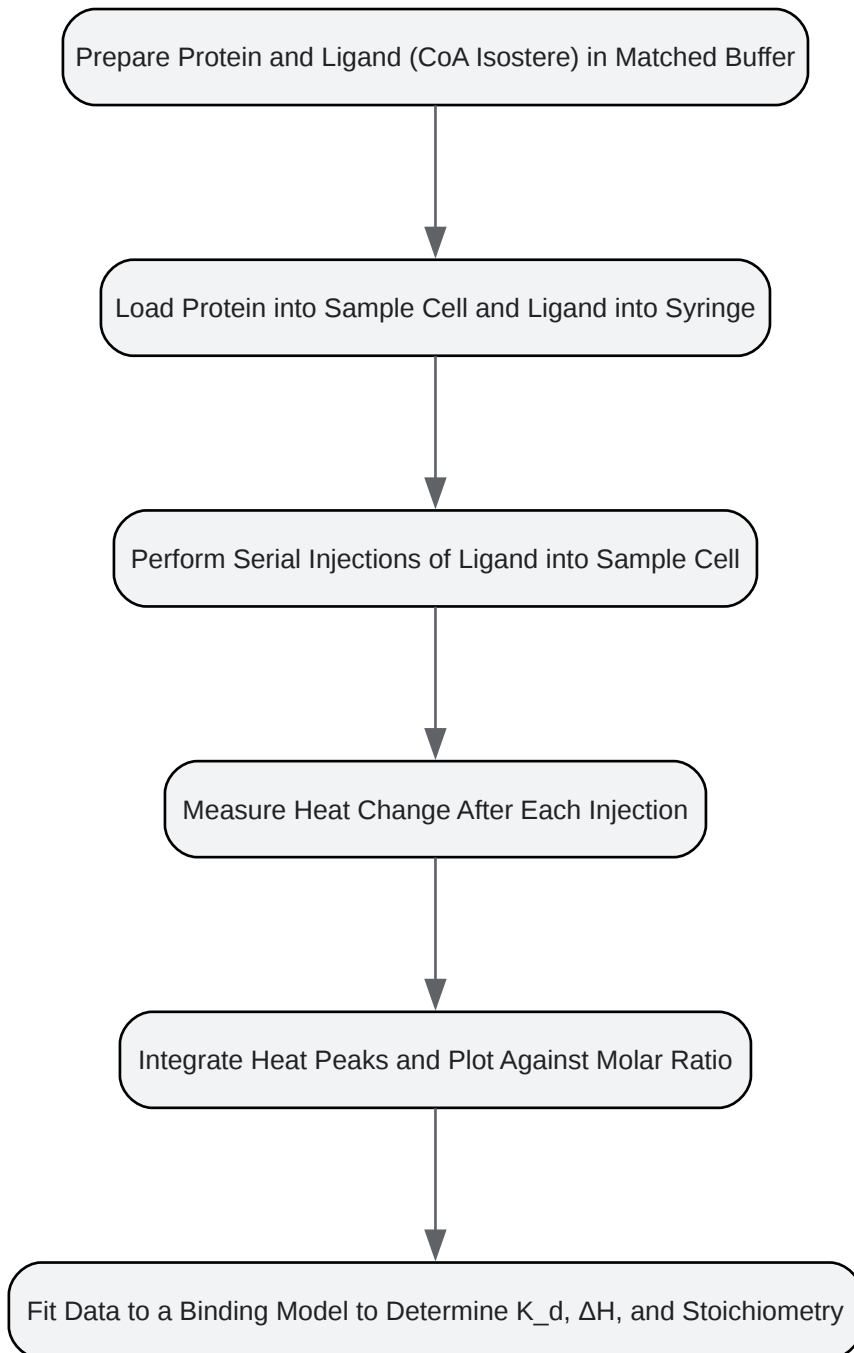 Prepare Protein and Ligand (CoA Isostere) in Matched Buffer
Load Protein into Sample Cell and Ligand into Syringe
Perform Serial Injections of Ligand into Sample Cell
Measure Heat Change After Each Injection
Integrate Heat Peaks and Plot Against Molar Ratio
Fit Data to a Binding Model to Determine K_d, ΔH, and Stoichiometry